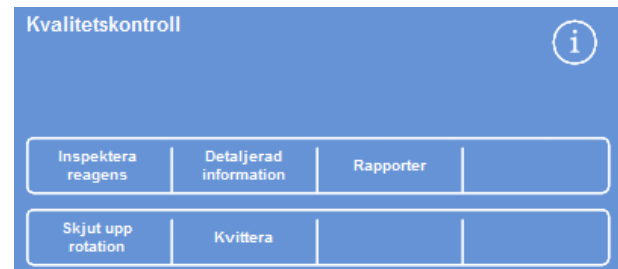 Kvalitetskontroll
i
Inspektera
reagens
Detaljerad
information
Rapporter
Skjut upp
rotation
Kvittera